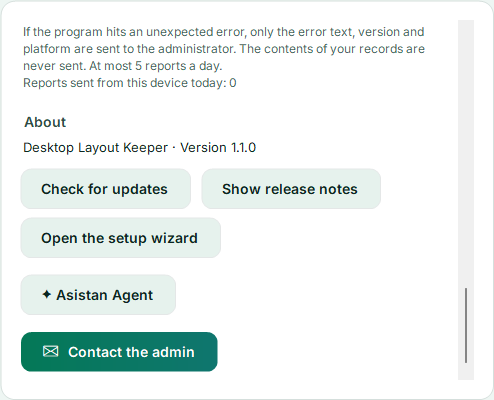 If the program hits an unexpected error, only the error text, version and
platform are sent to the administrator. The contents of your records are
never sent. At most 5 reports a day.
Reports sent from this device today: 0
About
Desktop Layout Keeper · Version 1.1.0
Check for updates
Show release notes
Open the setup wizard
✦ Asistan Agent
✉ Contact the admin